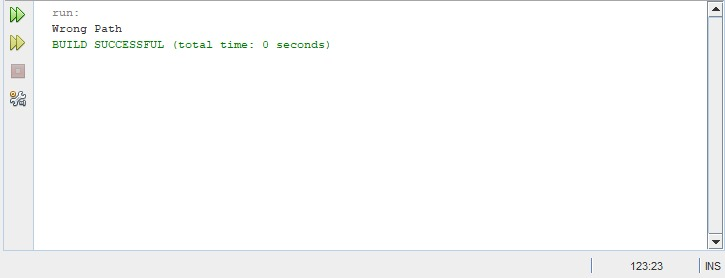 run:
Wrong Path
BUILD SUCCESSFUL (total time: 0 seconds)
123:23
INS